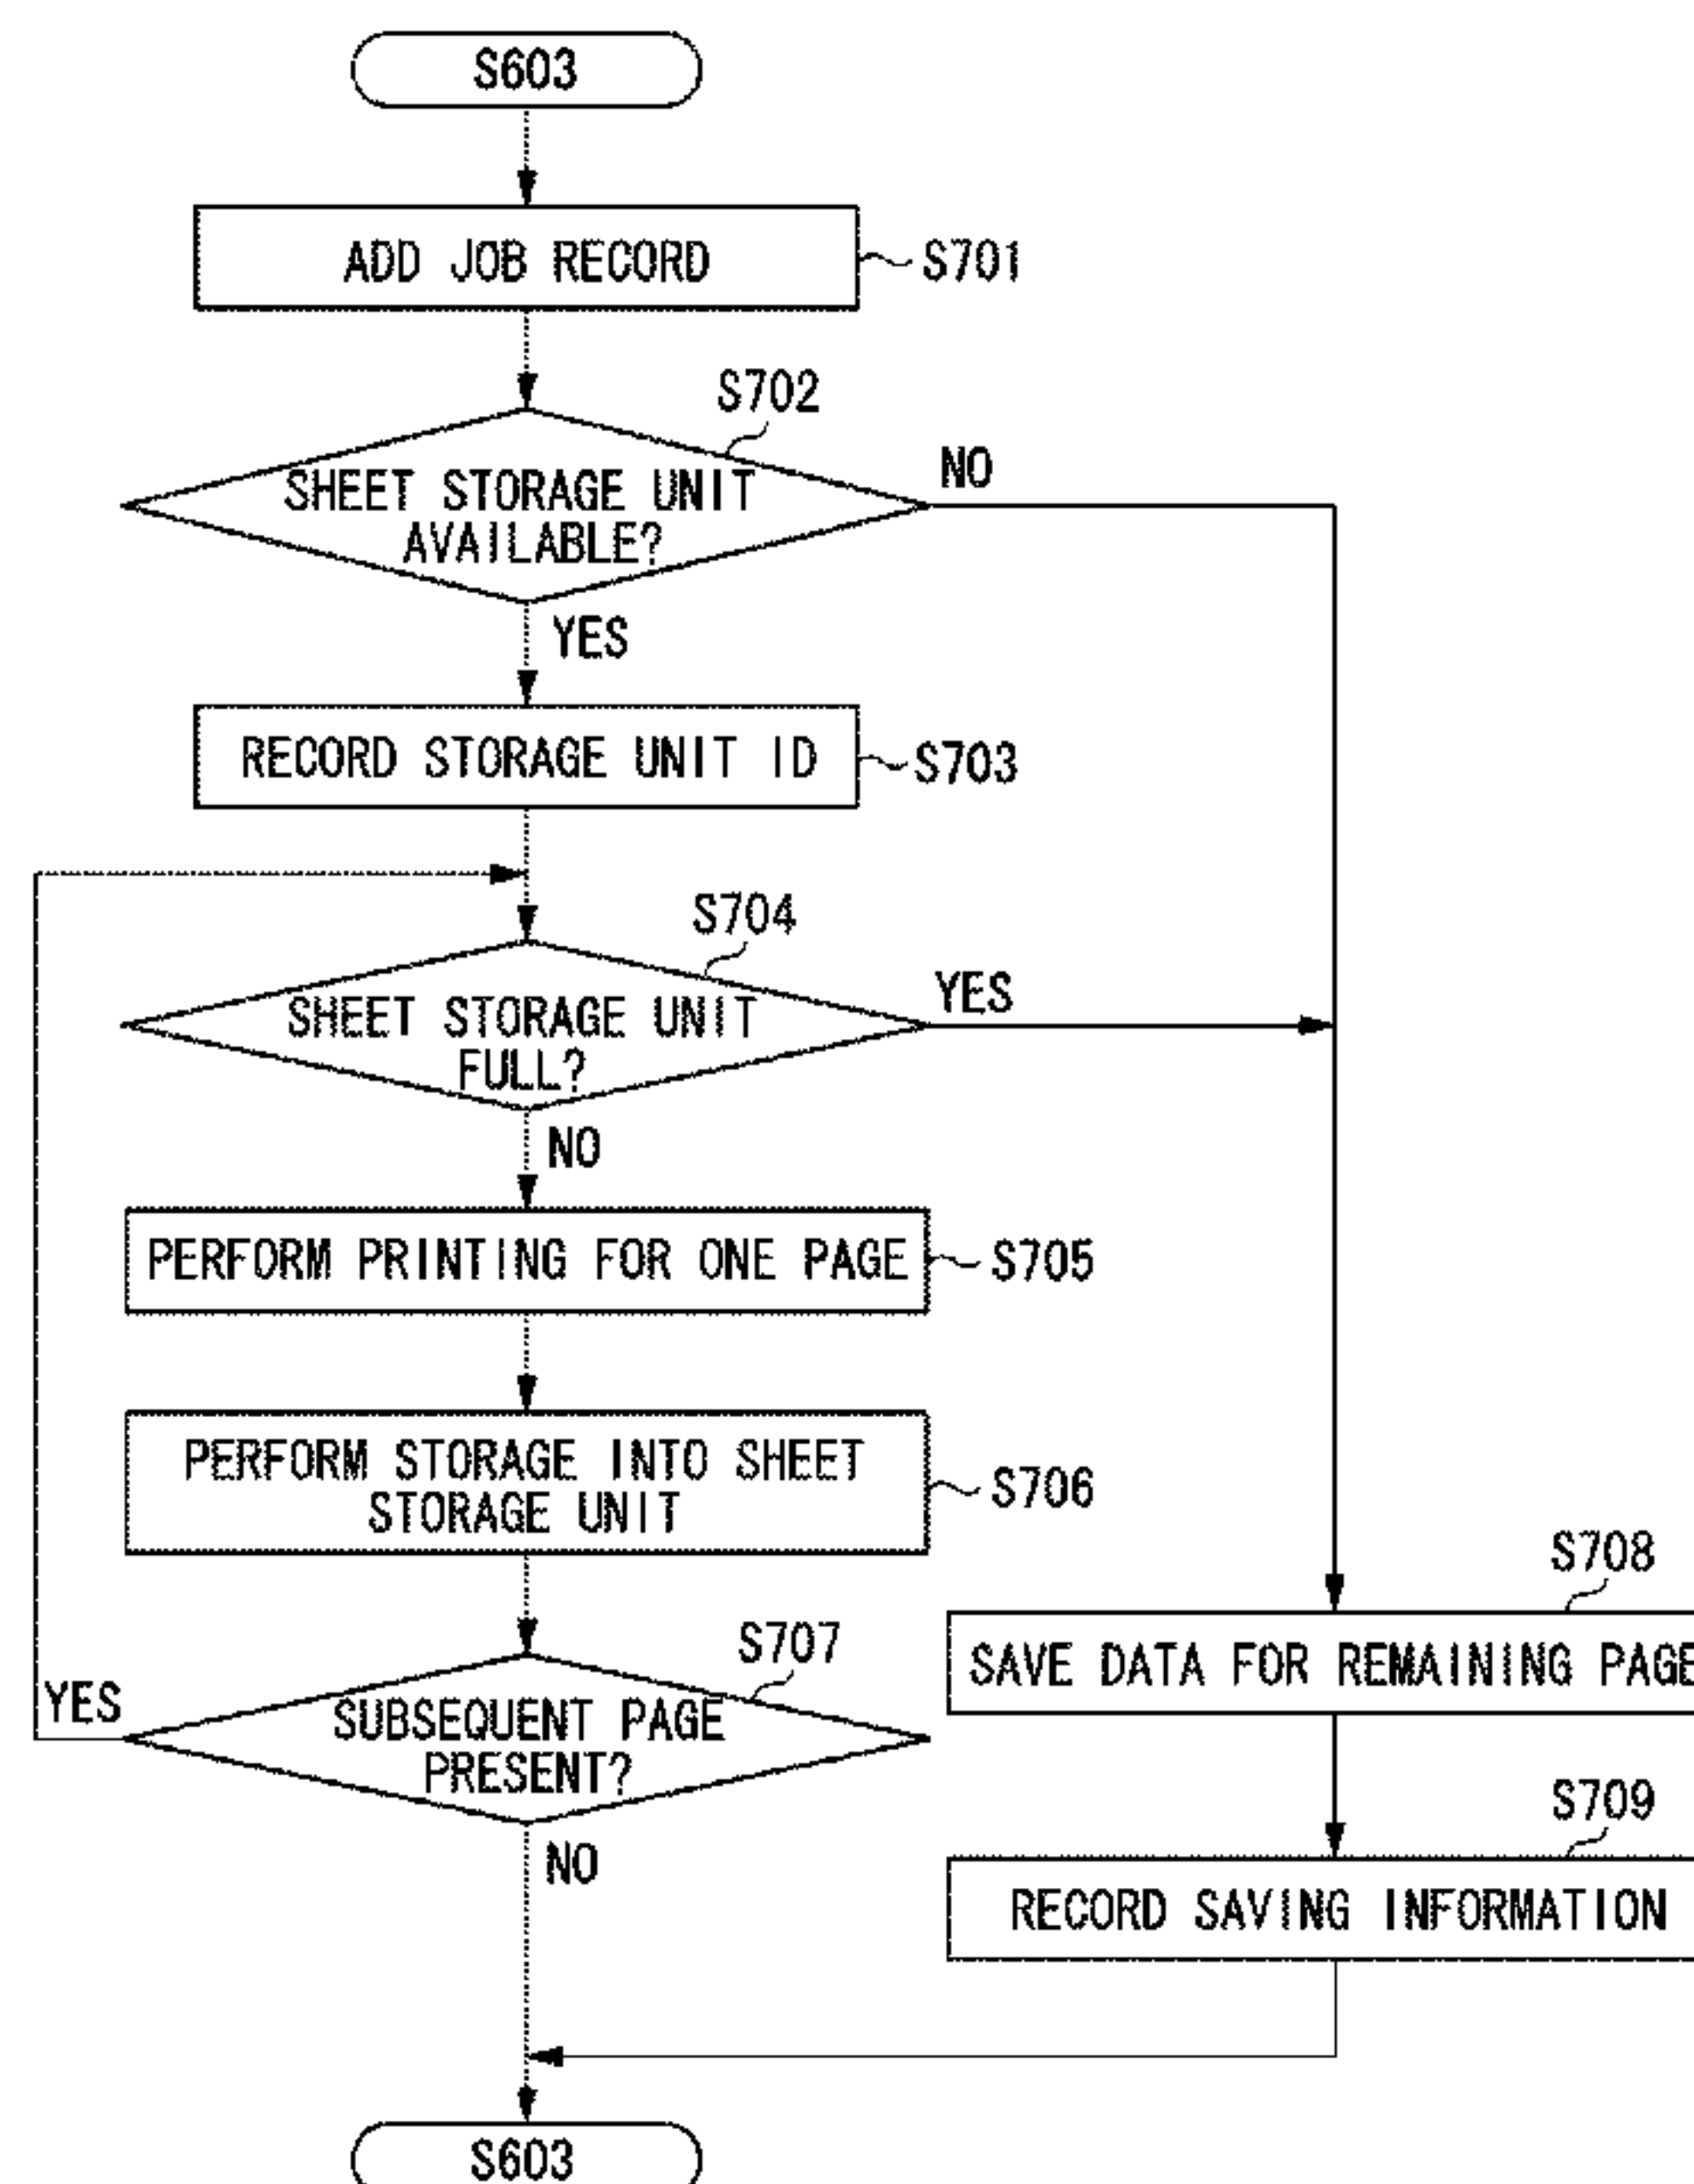 S603
ADD JOB RECORD
S701
S702
SHEET STORAGE UNIT
AVAILABLE?
NO
YES
RECORD STORAGE UNIT ID
S703
S704
SHEET STORAGE UNIT
FULL?
YES
NO
PERFORM PRINTING FOR ONE PAGE
S705
PERFORM STORAGE INTO SHEET
STORAGE UNIT
S706
S707
SUBSEQUENT PAGE
PRESENT?
YES
NO
S708
SAVE DATA FOR REMAINING PAGE
S709
RECORD SAVING INFORMATION
S603